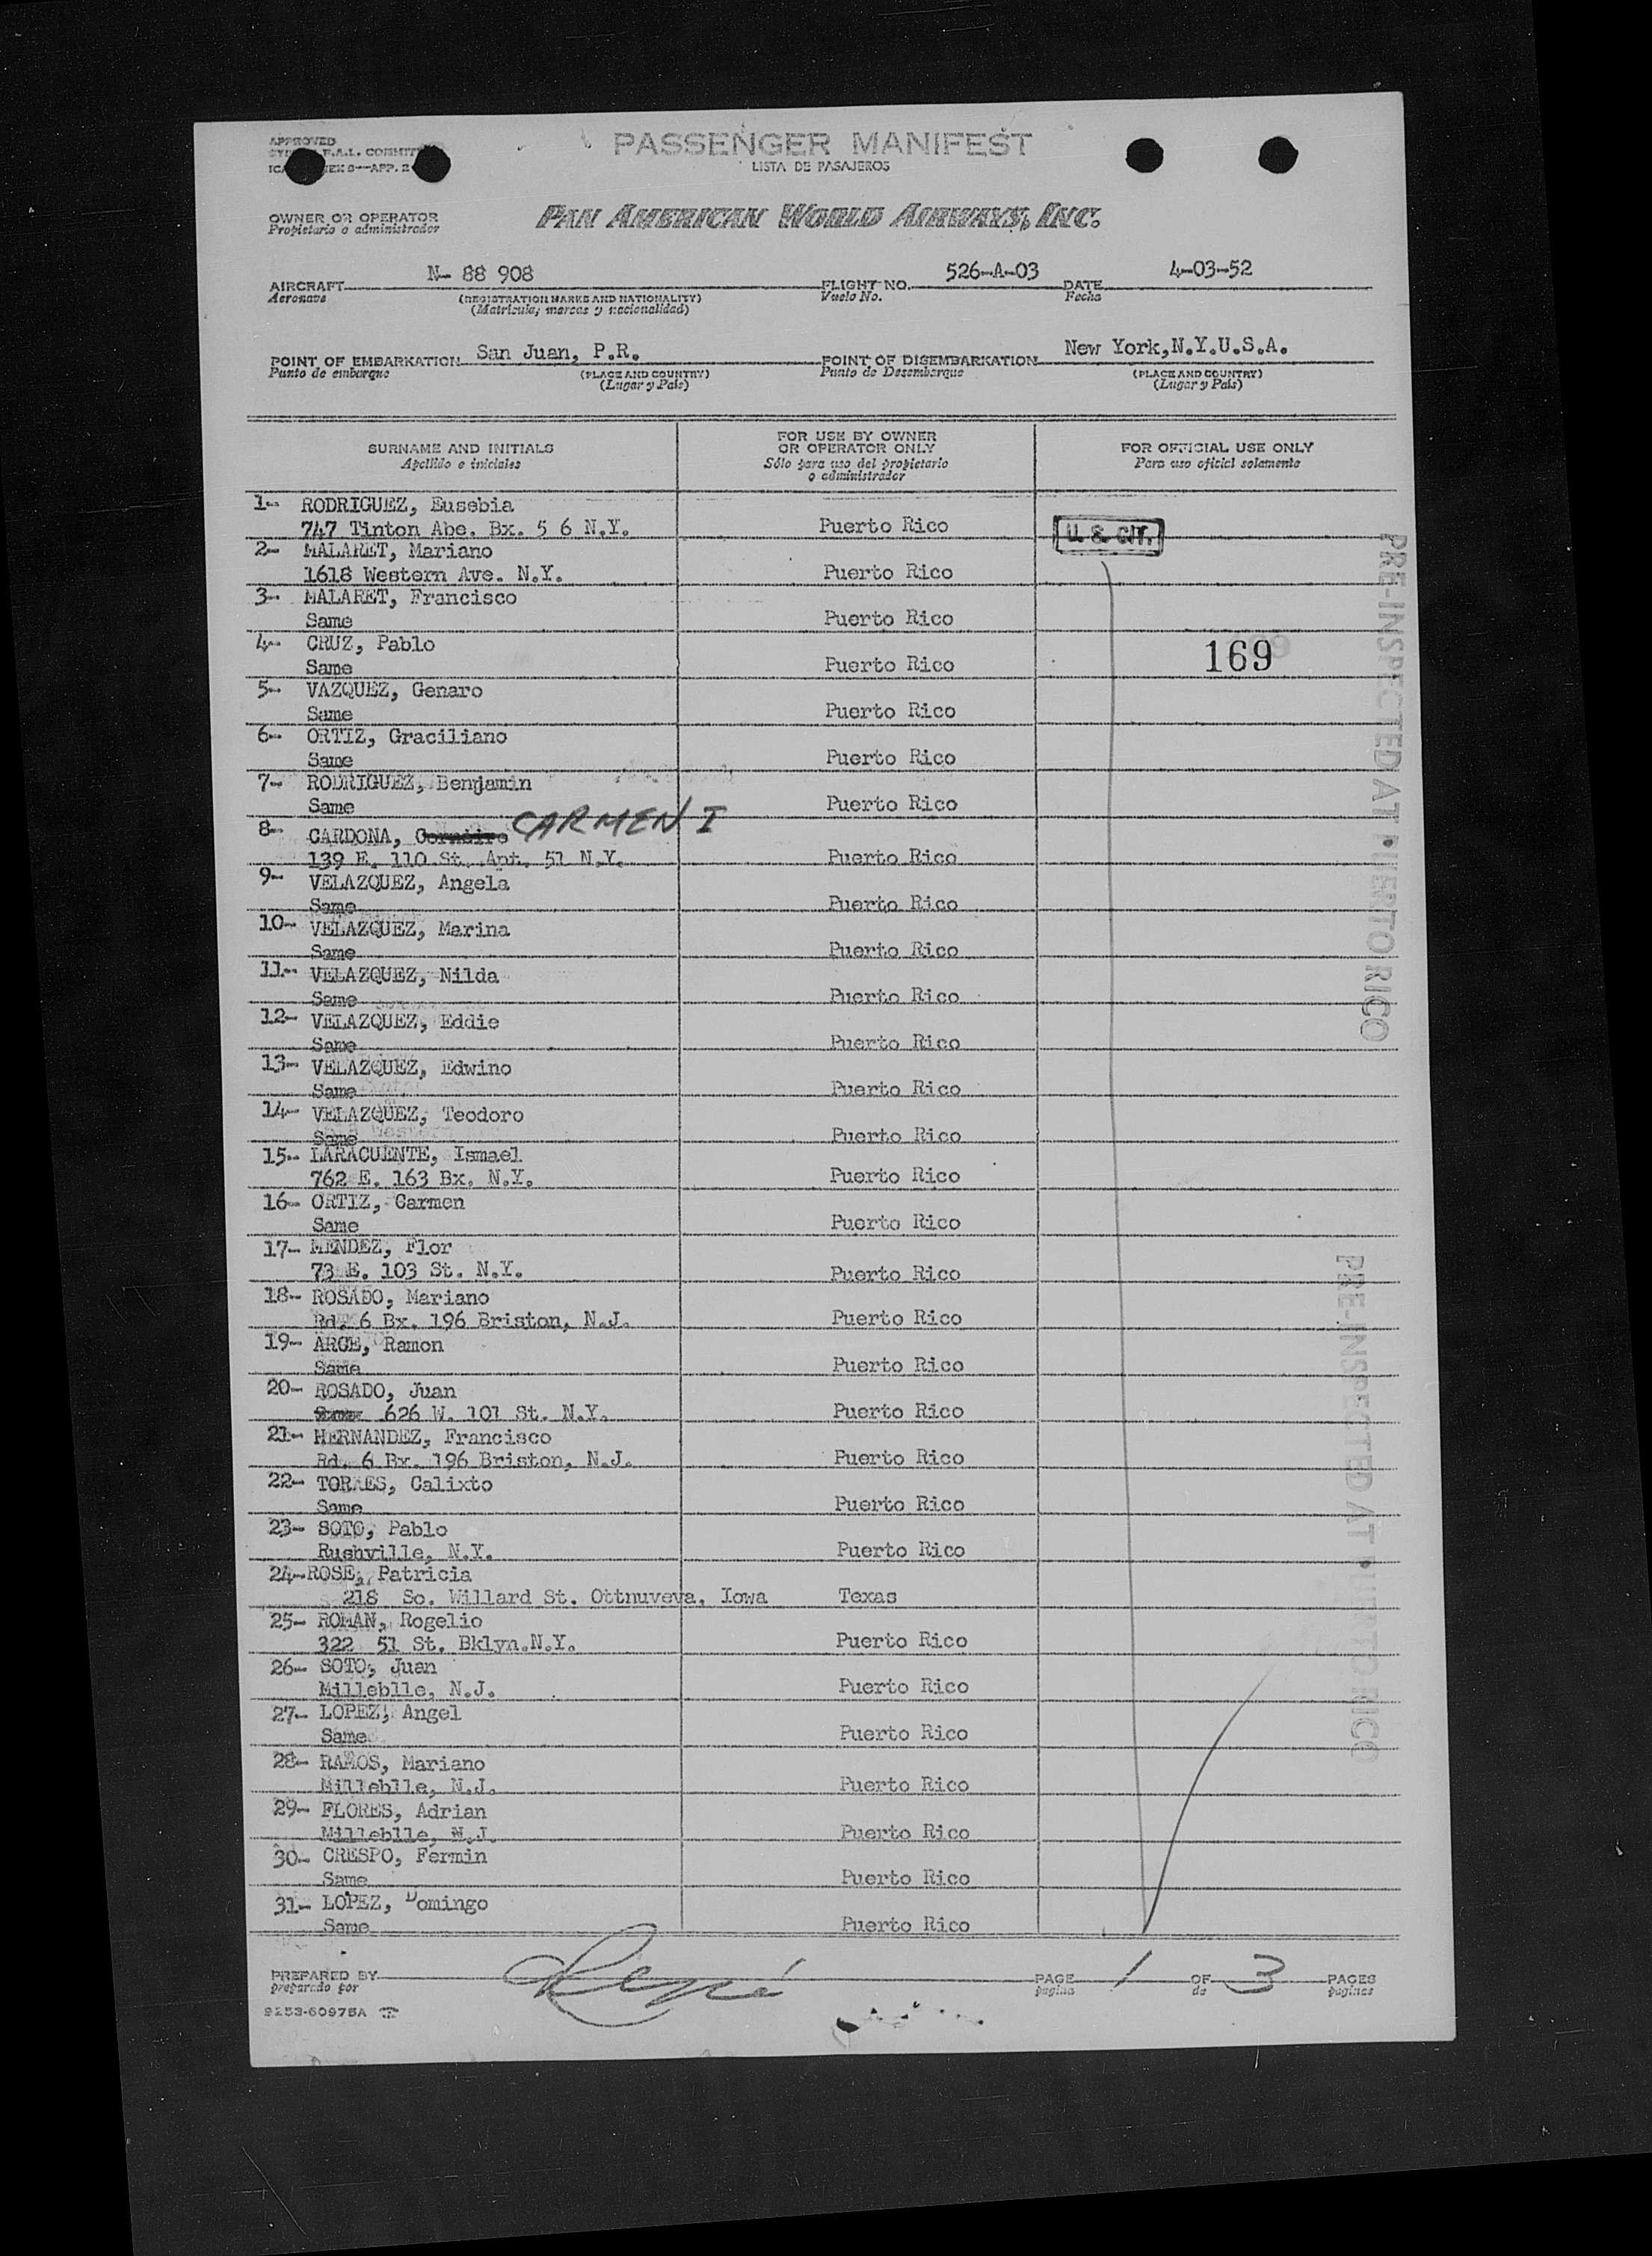 APPROVED
F.A.L. COMMITT
APP. 2
PASSENGER MANIFEST
LISTA DE PASAJEROS
OWNER OR OPERATOR
Propietario o administrador
PAN AMERICAN WORLD AIRWAYS, INC.
AIRCRAFT N- 88 908 FLIGHT NO. 526-A-03 DATE 4-03-52
Aeronave (REGISTRATION MARKS AND NATIONALITY) Vuelo No. Fecha
(Matricula, marcas y nacionalidad)
POINT OF EMBARKATION San Juan, P.R. POINT OF DISEMBARKATION New York,N.Y.U.S.A.
Punto de embarque (PLACE AND COUNTRY) Punto de Desembarque (PLACE AND COUNTRY)
(Lugar y País) (Lugar y País)
SURNAME AND INITIALS FOR USE BY OWNER OR OPERATOR ONLY FOR OFFICIAL USE ONLY
Apellido e iniciales Sólo para uso del propietario o administrador Para uso oficial solamente
1- RODRIGUEZ, Eusebia
747 Tinton Abe. Bx. 5 6 N.Y. Puerto Rico U. S. CIT.
2- MALARET, Mariano
1618 Western Ave. N.Y. Puerto Rico
3- MALARET, Francisco
Same Puerto Rico
4- CRUZ, Pablo
Same Puerto Rico 169
5- VAZQUEZ, Genaro
Same Puerto Rico
6- ORTIZ, Graciliano
Same Puerto Rico
7- RODRIGUEZ, Benjamin
Same Puerto Rico
8- CARDONA, CARMEN I
139 E. 110 St. Apt. 51 N.Y. Puerto Rico
9- VELAZQUEZ, Angela
Same Puerto Rico
10- VELAZQUEZ, Marina
Same Puerto Rico
11- VELAZQUEZ, Nilda
Same Puerto Rico
12- VELAZQUEZ, Eddie
Same Puerto Rico
13- VELAZQUEZ, Edwino
Same Puerto Rico
14- VELAZQUEZ, Teodoro
Same Puerto Rico
15- LARACUENTE, Ismael
762 E. 163 Bx. N.Y. Puerto Rico
16- ORTIZ, Carmen
Same Puerto Rico
17- MENDEZ, Flor
73 E. 103 St. N.Y. Puerto Rico
18- ROSADO, Mariano
Rd. 6 Bx. 196 Briston, N.J. Puerto Rico
19- ARCE, Ramon
Same Puerto Rico
20- ROSADO, Juan
626 W. 101 St. N.Y. Puerto Rico
21- HERNANDEZ, Francisco
Rd. 6 Bx. 196 Briston, N.J. Puerto Rico
22- TORRES, Calixto
Same Puerto Rico
23- SOTO, Pablo
Rushville, N.Y. Puerto Rico
24-ROSE, Patricia
218 So. Willard St. Ottnuveva, Iowa Texas
25- ROMAN, Rogelio
322 51 St. Bklyn.N.Y. Puerto Rico
26- SOTO, Juan
Milleblle, N.J. Puerto Rico
27- LOPEZ, Angel
Same Puerto Rico
28- RAMOS, Mariano
Milleblle, N.J. Puerto Rico
29- FLORES, Adrian
Milleblle, N.J. Puerto Rico
30- CRESPO, Fermin
Same Puerto Rico
31- LOPEZ, Domingo
Same Puerto Rico
PRE-INSPECTED AT PUERTO RICO
PRE-INSPECTED AT PUERTO RICO
PREPARED BY René PAGE 1 OF 3 PAGES
preparado por pagina de paginas
9253-60975A